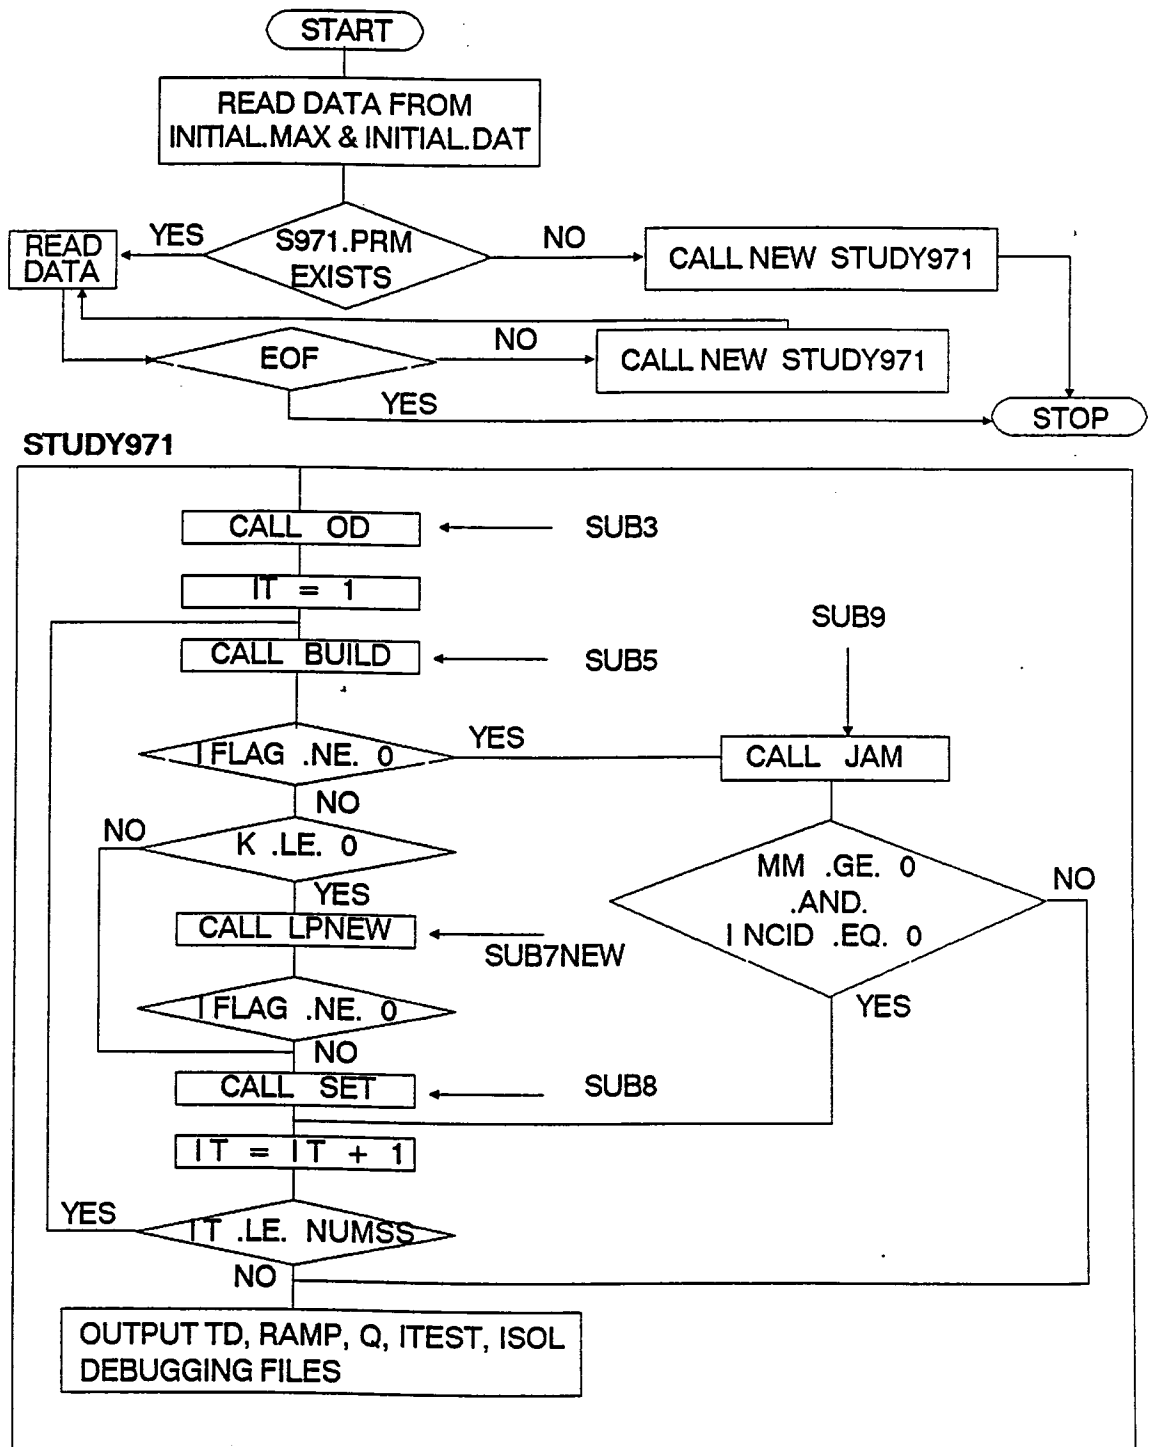 START
READ DATA FROM
INITIAL.MAX & INITIAL.DAT
YES
S971.PRM
EXISTS
NO
READ
DATA
CALL NEW STUDY971
EOF
NO
CALL NEW STUDY971
YES
STOP
STUDY971
CALL OD
SUB3
IT = 1
SUB9
CALL BUILD
SUB5
IFLAG .NE. 0
YES
CALL JAM
NO
NO
K .LE. 0
YES
MM .GE. 0
.AND.
INCID .EQ. 0
NO
CALL LPNEW
SUB7NEW
IFLAG .NE. 0
YES
NO
CALL SET
SUB8
IT = IT + 1
YES
IT .LE. NUMSS
NO
OUTPUT TD, RAMP, Q, ITEST, ISOL
DEBUGGING FILES